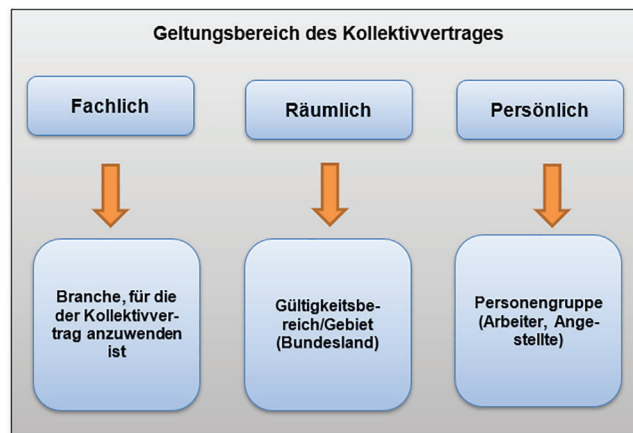 Geltungsbereich des Kollektivvertrages
Fachlich
Räumlich
Persönlich
Branche, für die
der Kollektivver-
trag anzuwenden
ist
Gültigkeitsbe-
reich/Gebiet
(Bundesland)
Personengruppe
(Arbeiter, Ange-
stellte)